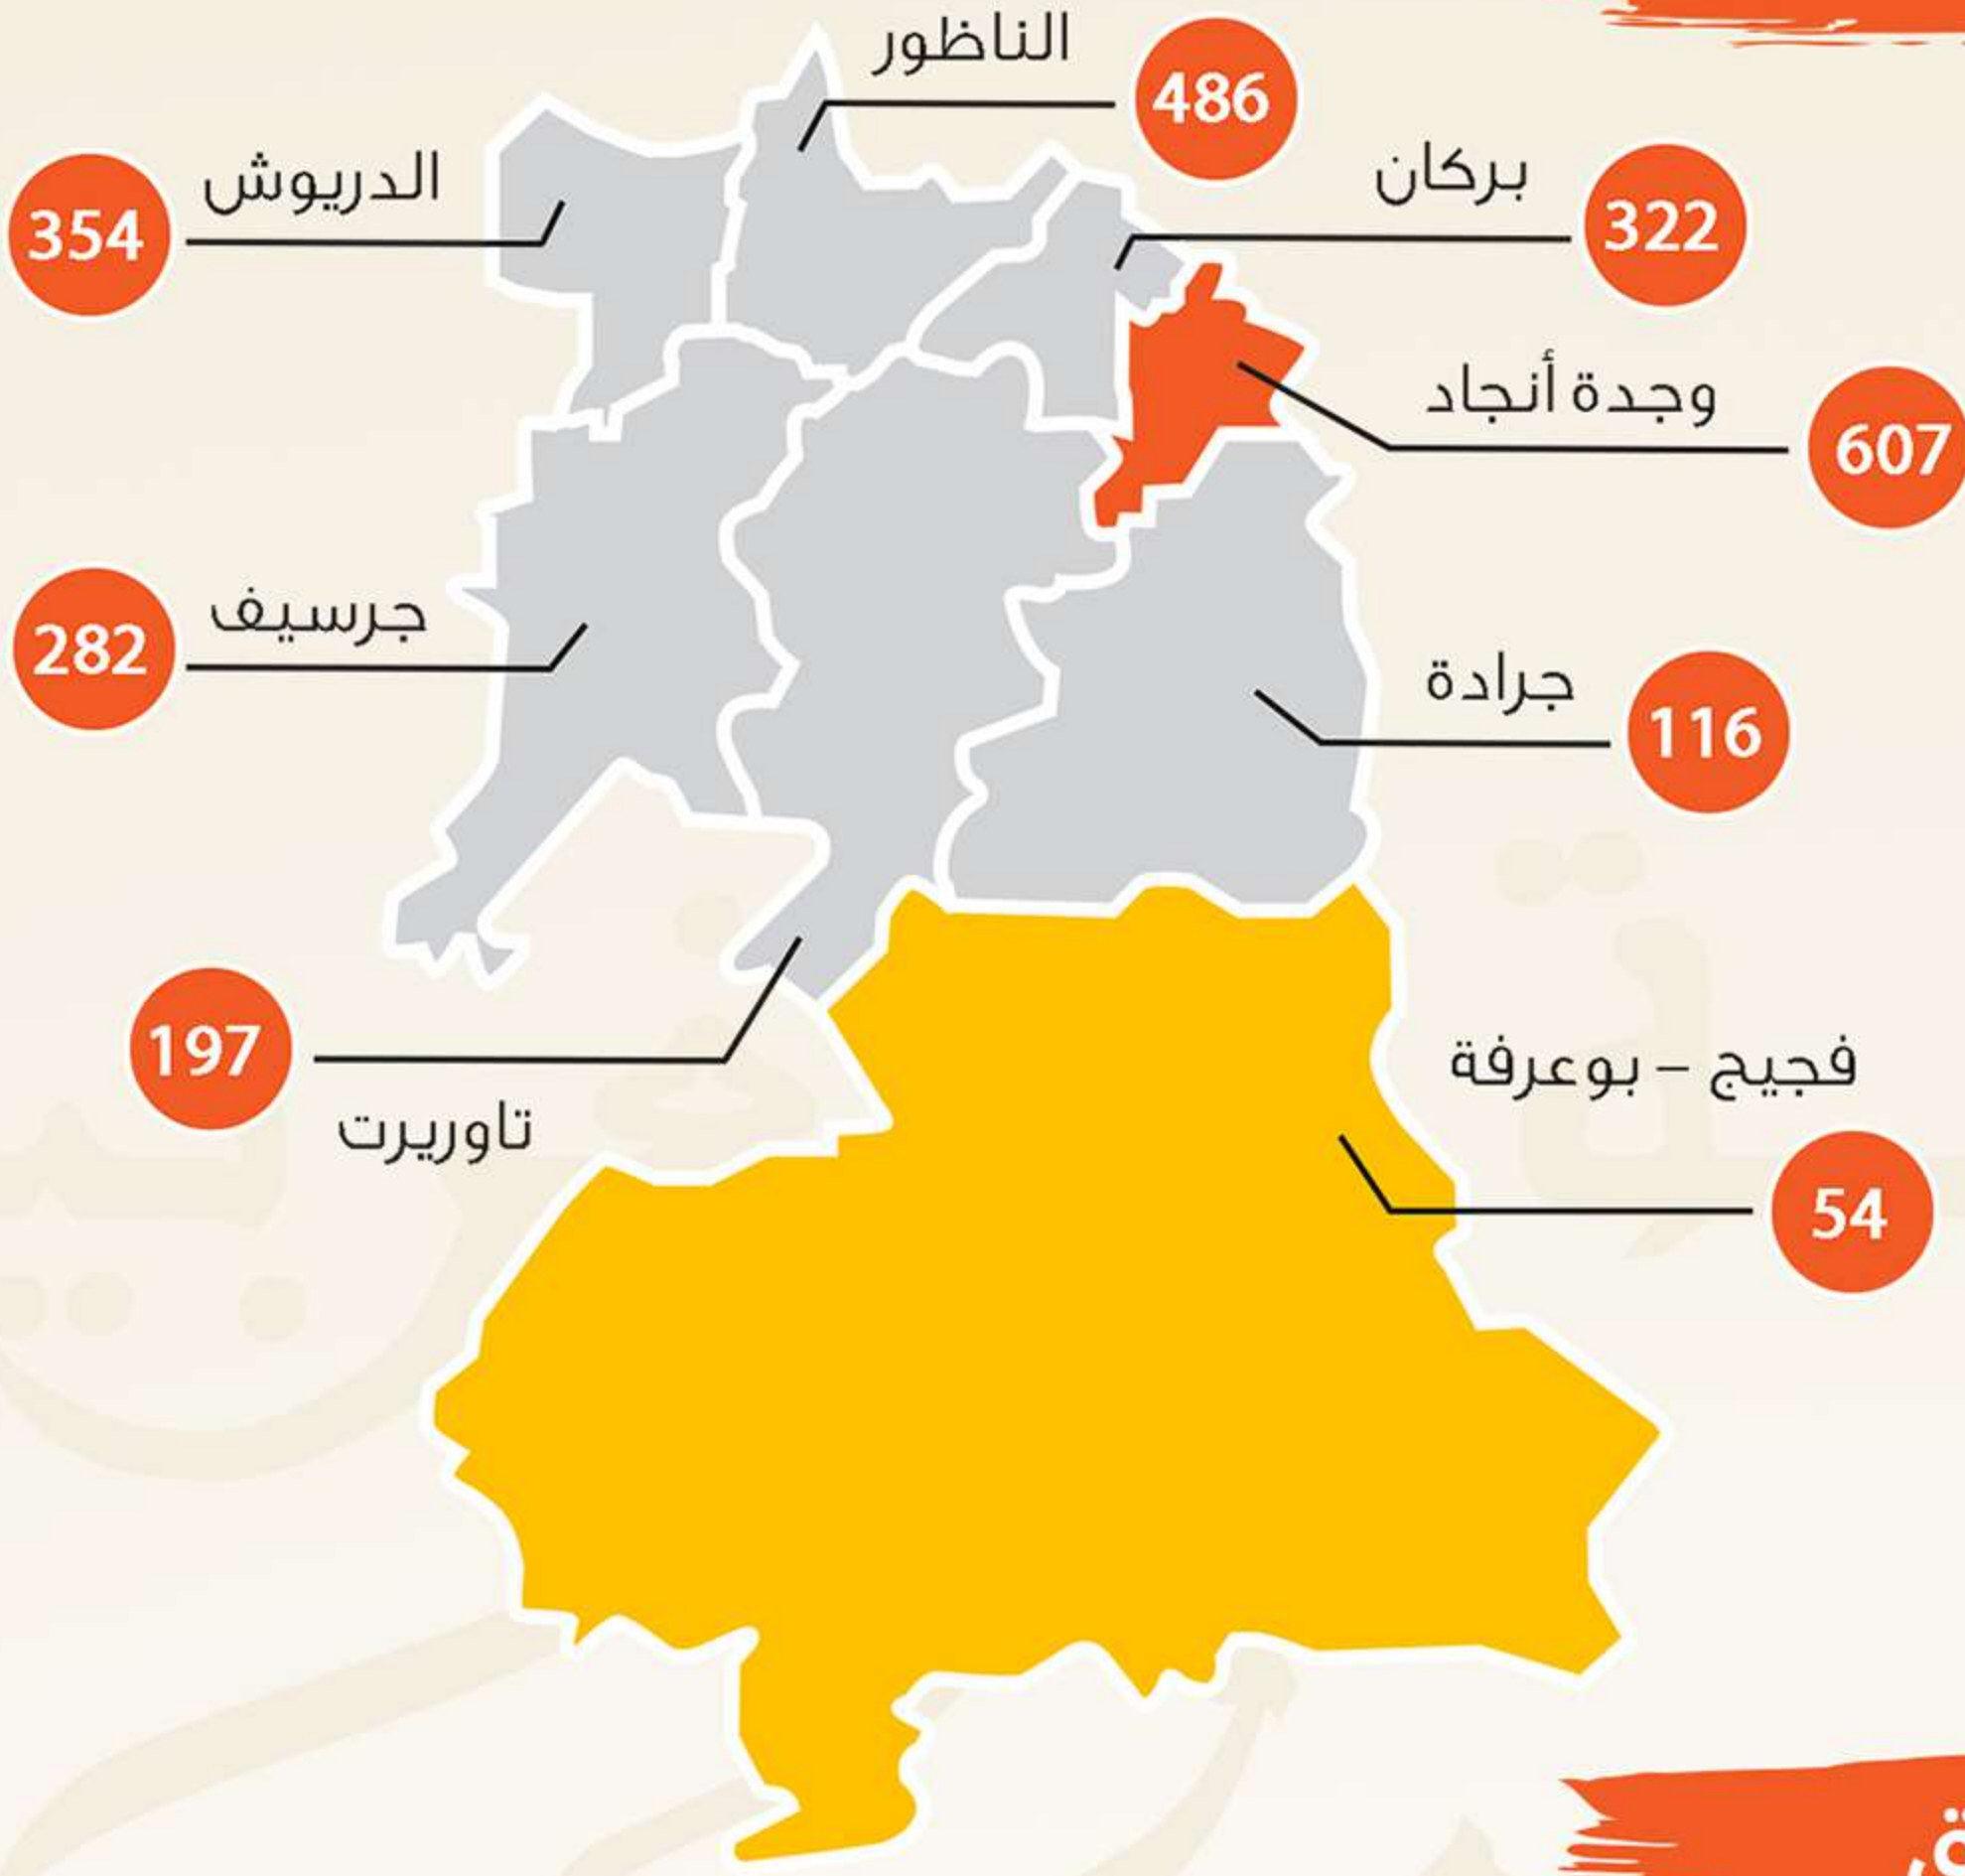 الناظور
486
بركان
322
الدريوش
354
وجدة أنجاد
607
جرسيف
282
جرادة
116
197
تاوريرت
فجيج – بوعرفة
54